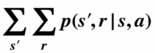 ∑ ∑ p(s′, r | s, a)
s′ r